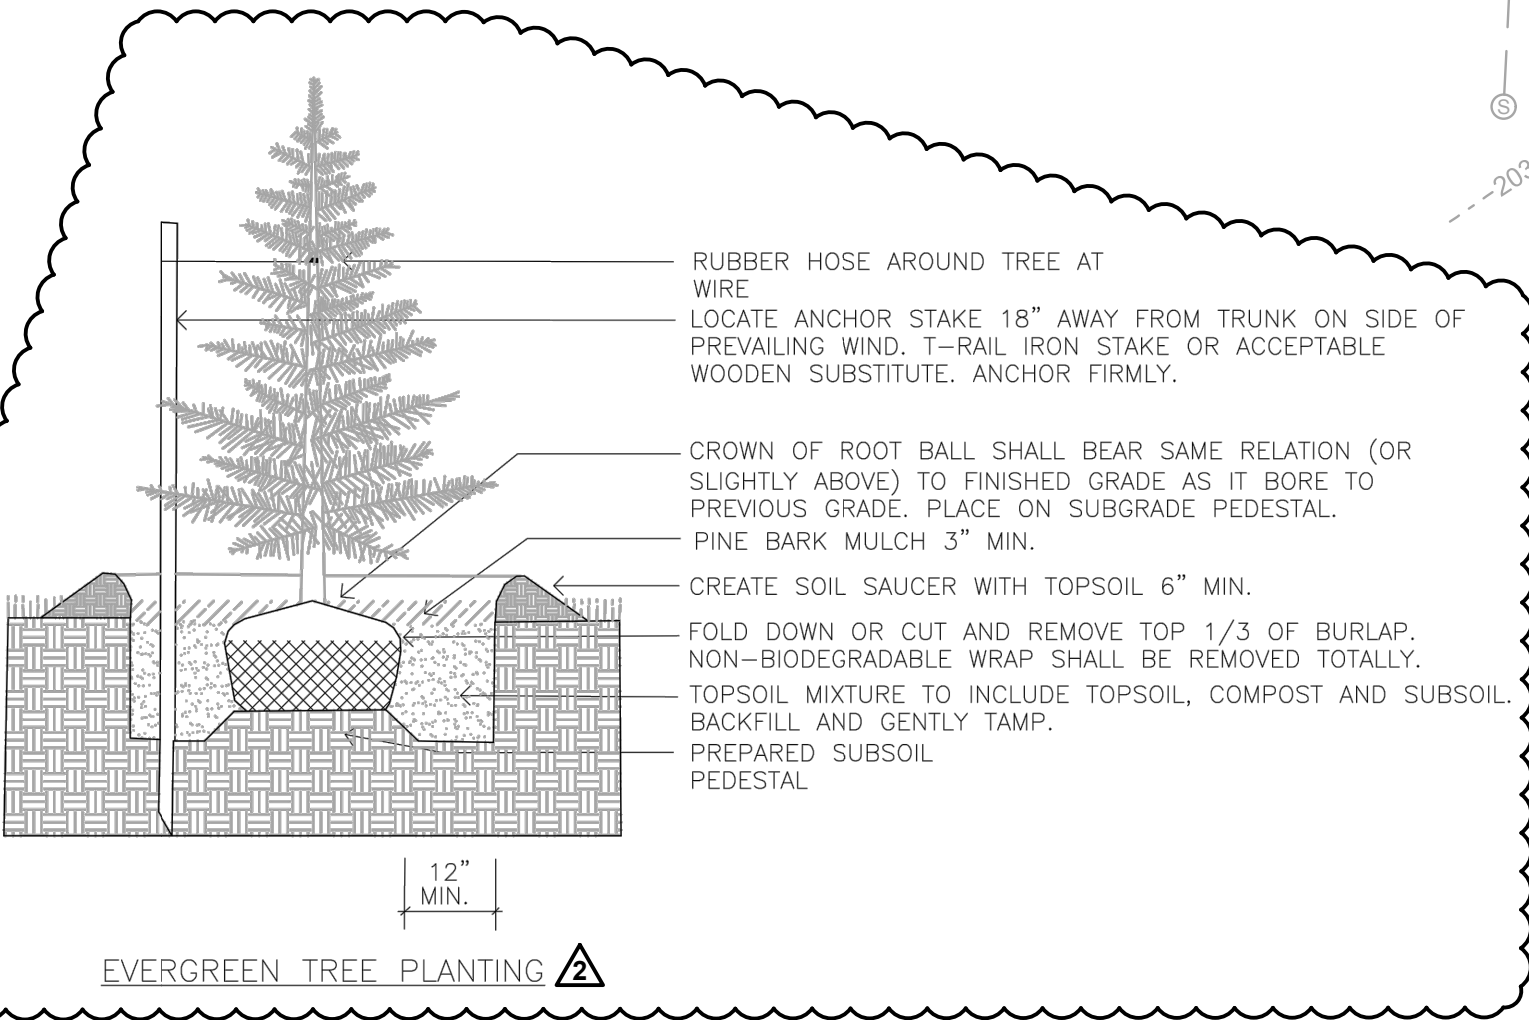 S
203
RUBBER HOSE AROUND TREE AT
WIRE
LOCATE ANCHOR STAKE 18” AWAY FROM TRUNK ON SIDE OF
PREVAILING WIND. T-RAIL IRON STAKE OR ACCEPTABLE
WOODEN SUBSTITUTE. ANCHOR FIRMLY.
CROWN OF ROOT BALL SHALL BEAR SAME RELATION (OR
SLIGHTLY ABOVE) TO FINISHED GRADE AS IT BORE TO
PREVIOUS GRADE. PLACE ON SUBGRADE PEDESTAL.
PINE BARK MULCH 3” MIN.
CREATE SOIL SAUCER WITH TOPSOIL 6” MIN.
FOLD DOWN OR CUT AND REMOVE TOP 1/3 OF BURLAP.
NON-BIODEGRADABLE WRAP SHALL BE REMOVED TOTALLY.
TOPSOIL MIXTURE TO INCLUDE TOPSOIL, COMPOST AND SUBSOIL.
BACKFILL AND GENTLY TAMP.
PREPARED SUBSOIL
PEDESTAL
12”
MIN.
EVERGREEN TREE PLANTING 2